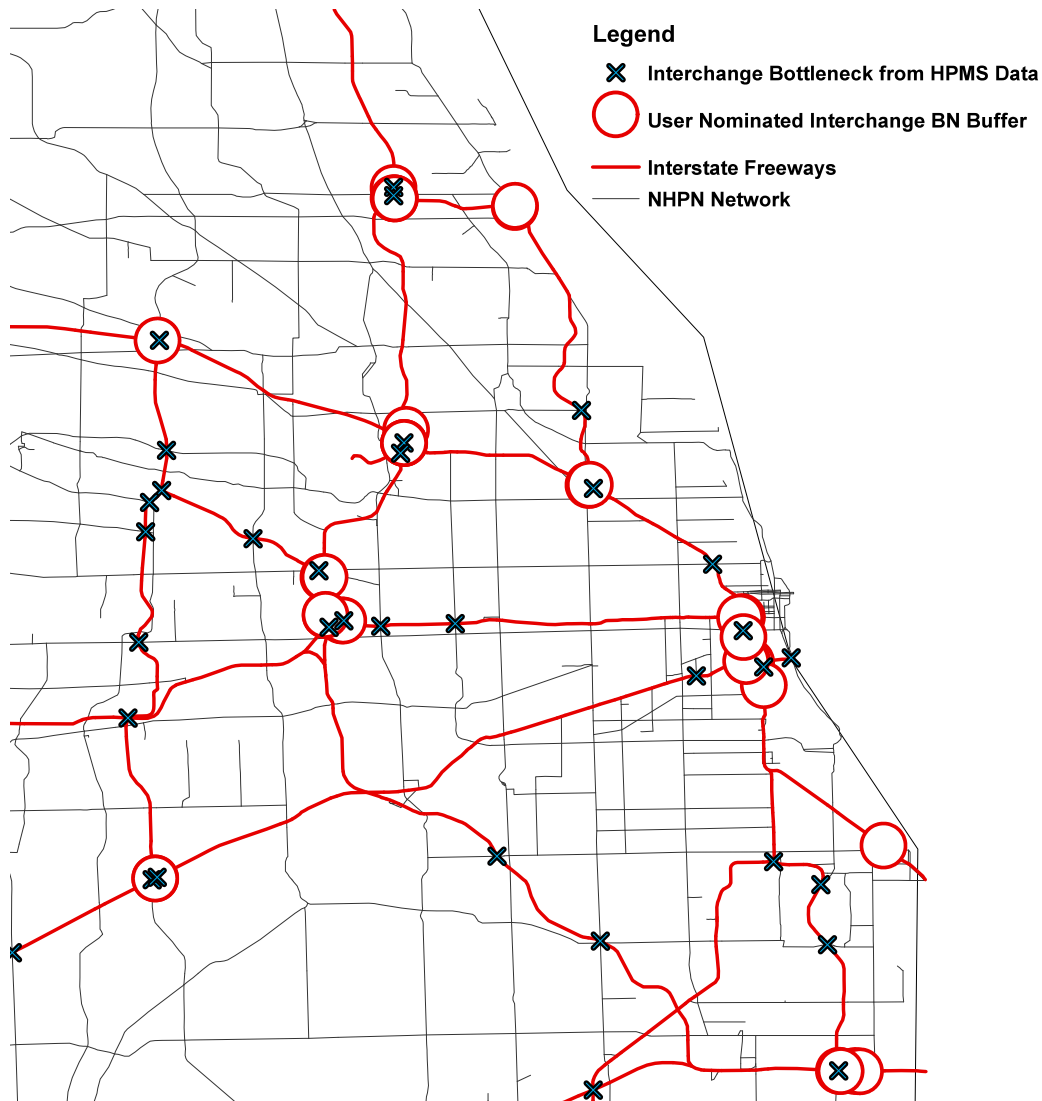 Legend
Interchange Bottleneck from HPMS Data
User Nominated Interchange BN Buffer
Interstate Freeways
NHPN Network